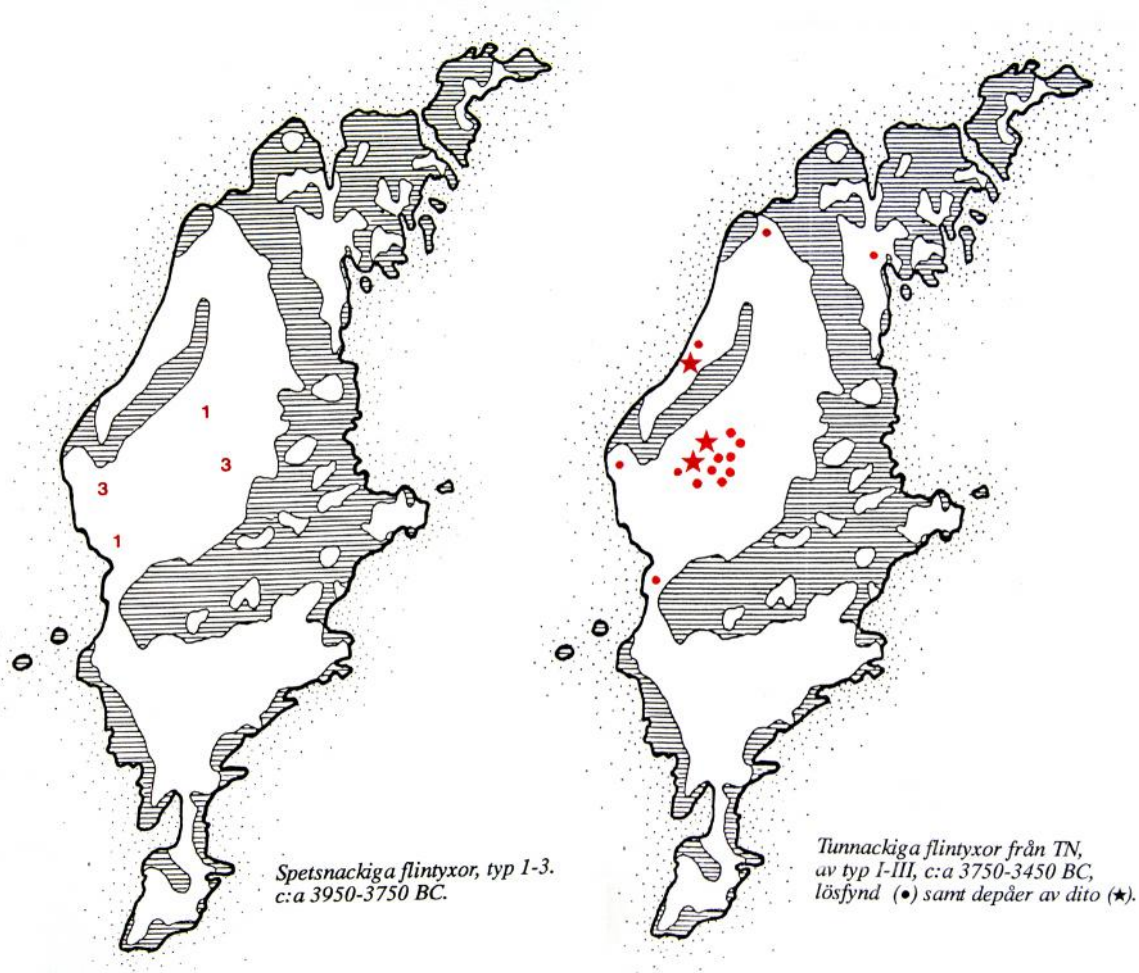 1
3
3
1
Spetsnackiga flintyxor, typ 1-3.
c:a 3950-3750 BC.
Tunnackiga flintyxor från TN,
av typ I-III, c:a 3750-3450 BC,
lösfynd (●) samt depåer av dito (★).